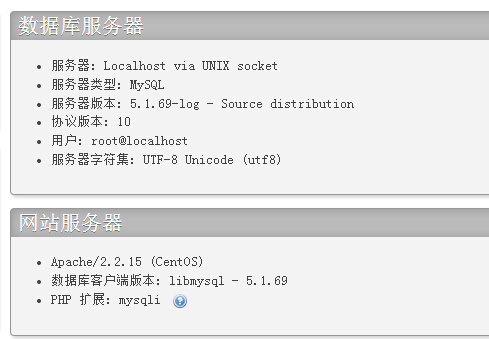 数据库服务器
服务器: Localhost via UNIX socket
服务器类型: MySQL
服务器版本: 5.1.69-log - Source distribution
协议版本: 10
用户: root@localhost
服务器字符集: UTF-8 Unicode (utf8)
网站服务器
Apache/2.2.15 (CentOS)
数据库客户端版本: libmysql - 5.1.69
PHP 扩展: mysqli